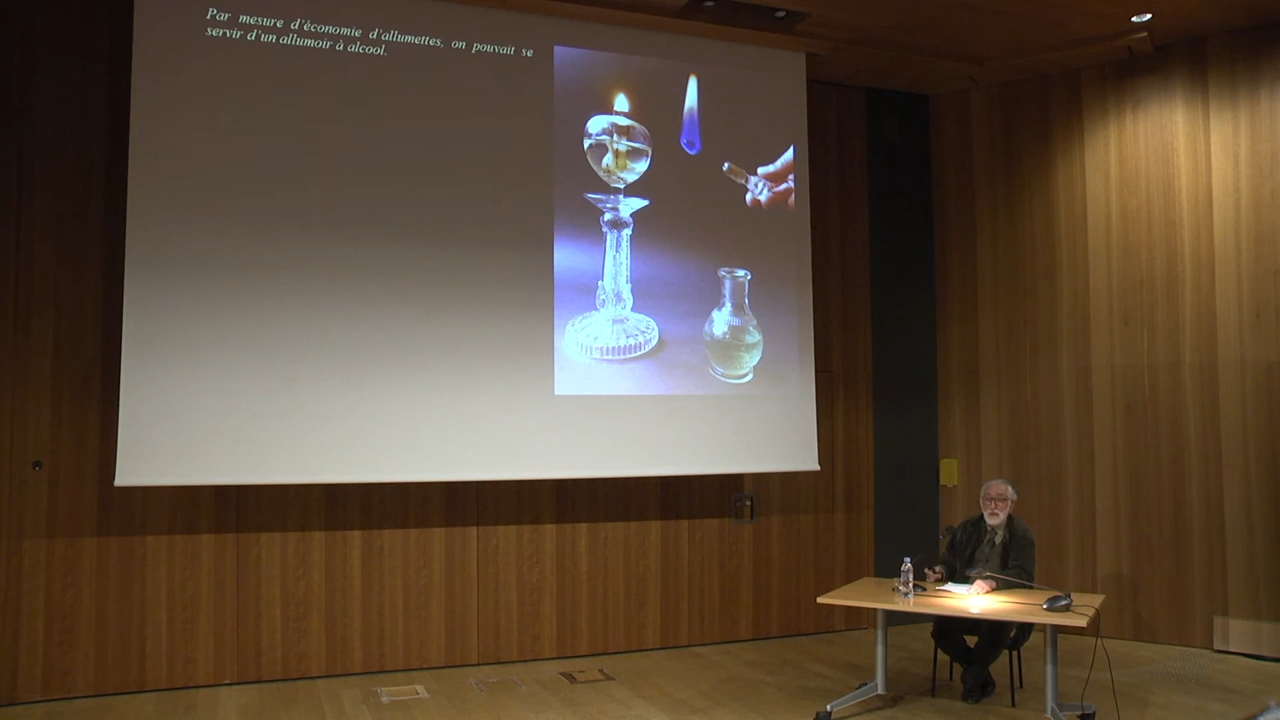 Par mesure d'économie d'allumettes, on pouvait se
servir d'un allumoir à alcool.